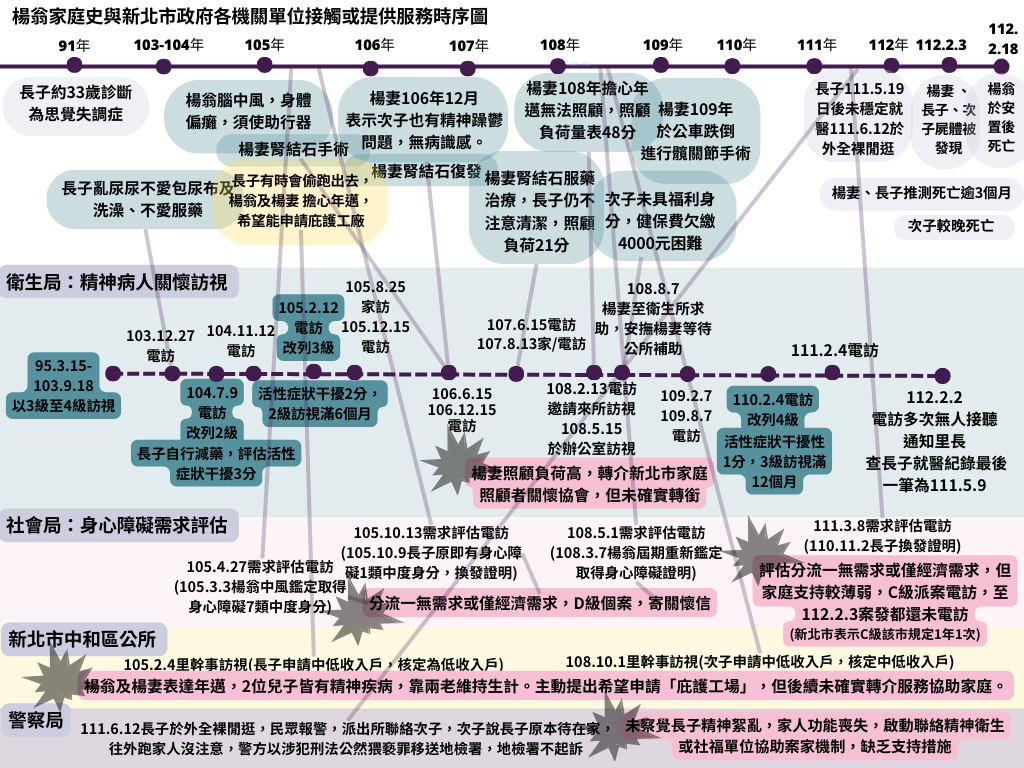 楊翁家庭史與新北市政府各機關單位接觸或提供服務時序圖
91年
103-104年
105年
106年
107年
108年
109年
110年
111年
112年
112.2.3
112.
2.18
長子約33歲診斷
為思覺失調症
楊翁腦中風，身體
偏癱，須使助行器
楊妻腎結石手術
楊妻106年12月
表示次子也有精神躁鬱
問題，無病識感。
楊妻腎結石復發
楊妻108年擔心年
邁無法照顧，照顧
負荷量表48分
楊妻109年
於公車跌倒
進行髖關節手術
長子111.5.19
日後未穩定就
醫111.6.12於
外全裸閒逛
楊妻、
長子、次
子屍體被
發現
楊翁
於安
置後
死亡
長子亂尿尿不愛包尿布及
洗澡、不愛服藥
長子有時會偷跑出去，
楊翁及楊妻 擔心年邁，
希望能申請庇護工廠
楊妻腎結石服藥
治療，長子仍不
注意清潔，照顧
負荷21分
次子未具福利身
分，健保費欠繳
4000元困難
楊妻、長子推測死亡逾3個月
次子較晚死亡
衛生局：精神病人關懷訪視
95.3.15-
103.9.18
以3級至4級訪視
103.12.27
電訪
104.7.9
電訪
改列2級
長子自行減藥，評估活性
症狀干擾3分
104.11.12
電訪
105.2.12
電訪
改列3級
活性症狀干擾2分，
2級訪視滿6個月
105.8.25
家訪
105.12.15
電訪
106.6.15
106.12.15
電訪
107.6.15電訪
107.8.13家/電訪
108.2.13電訪
邀請來所訪視
108.5.15
於辦公室訪視
108.8.7
楊妻至衛生所求
助，安撫楊妻等待
公所補助
109.2.7
109.8.7
電訪
110.2.4電訪
改列4級
活性症狀干擾性
1分，3級訪視滿
12個月
111.2.4電訪
112.2.2
電訪多次無人接聽
通知里長
查長子就醫紀錄最後
一筆為111.5.9
楊妻照顧負荷高，轉介新北市家庭
照顧者關懷協會，但未確實轉銜
社會局：身心障礙需求評估
105.4.27需求評估電訪
(105.3.3楊翁中風鑑定取得
身心障礙7類中度身分)
105.10.13需求評估電訪
(105.10.9長子原即有身心障
礙1類中度身分，換發證明)
108.5.1需求評估電訪
(108.3.7楊翁屆期重新鑑定
取得身心障礙證明)
111.3.8需求評估電訪
(110.11.2長子換發證明)
分流一無需求或僅經濟需求，D級個案，寄關懷信
評估分流一無需求或僅經濟需求，但
家庭支持較薄弱，C級派案電訪，至
112.2.3案發都還未電訪
(新北市表示C級該市規定1年1次)
新北市中和區公所
105.2.4里幹事訪視(長子申請中低收入戶，核定為低收入戶)
108.10.1里幹事訪視(次子申請中低收入戶，核定中低收入戶)
楊翁及楊妻表達年邁，2位兒子皆有精神疾病，靠兩老維持生計。主動提出希望申請「庇護工場」，但後續未確實轉介服務協助家庭。
警察局
111.6.12長子於外全裸閒逛，民眾報警，派出所聯絡次子，次子說長子原本待在家，
往外跑家人沒注意，警方以涉犯刑法公然猥褻罪移送地檢署，地檢署不起訴
未察覺長子精神絮亂，家人功能喪失，啟動聯絡精神衛生
或社福單位協助案家機制，缺乏支持措施